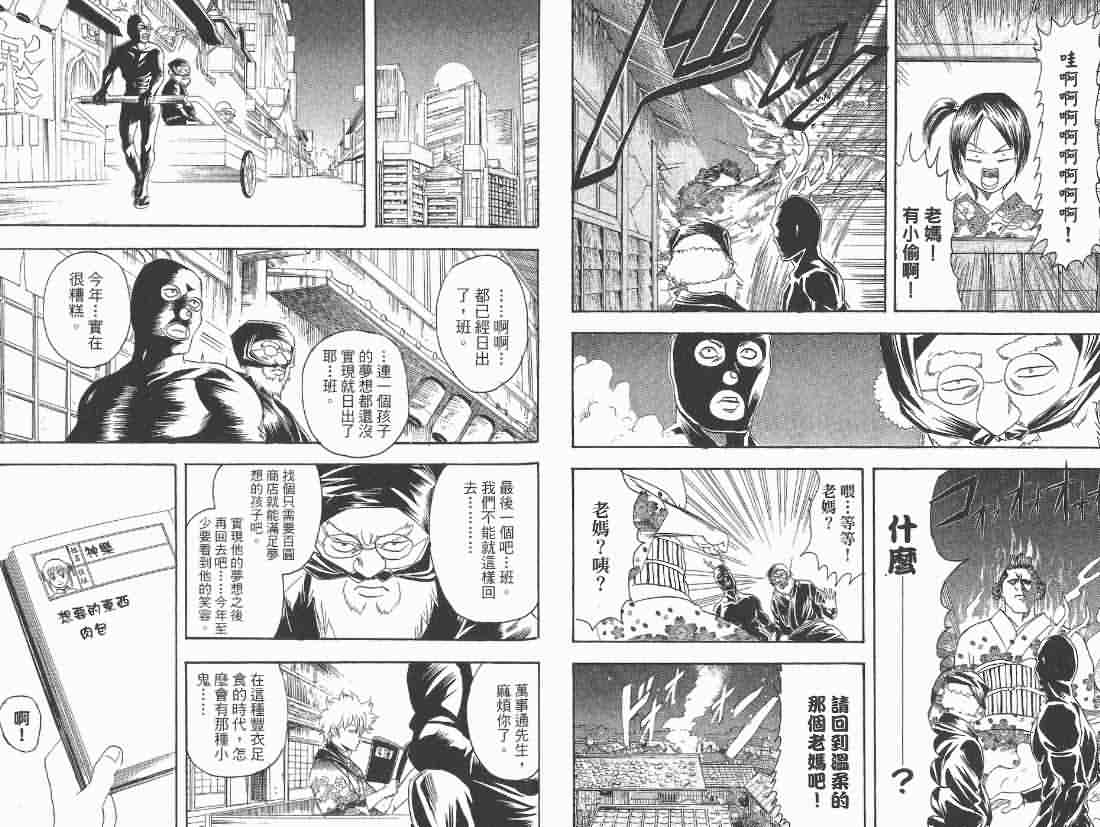 哇啊啊啊啊啊啊啊！
老媽！
有小偷啊！
什麼
？
喂…等等！
老媽？
老媽？咦？
請回到溫柔的
那個老媽吧！
……啊啊…
都已經日出
了，班。
…連一個孩子
的夢想都還沒
實現就日出了
耶…班。
今年…實在
很糟糕。
最後一個吧…班。
我們不能就這樣回
去…………
找個只需要百圓
商店就能滿足夢
想的孩子吧。
實現他的夢想之後
再回去吧……今年至
少要看到他的笑容。
萬事通先生，
麻煩你了。
在這種豐衣足
食的時代，怎
麼會有那種小
鬼……
神樂
想要的東西
肉包
啊！